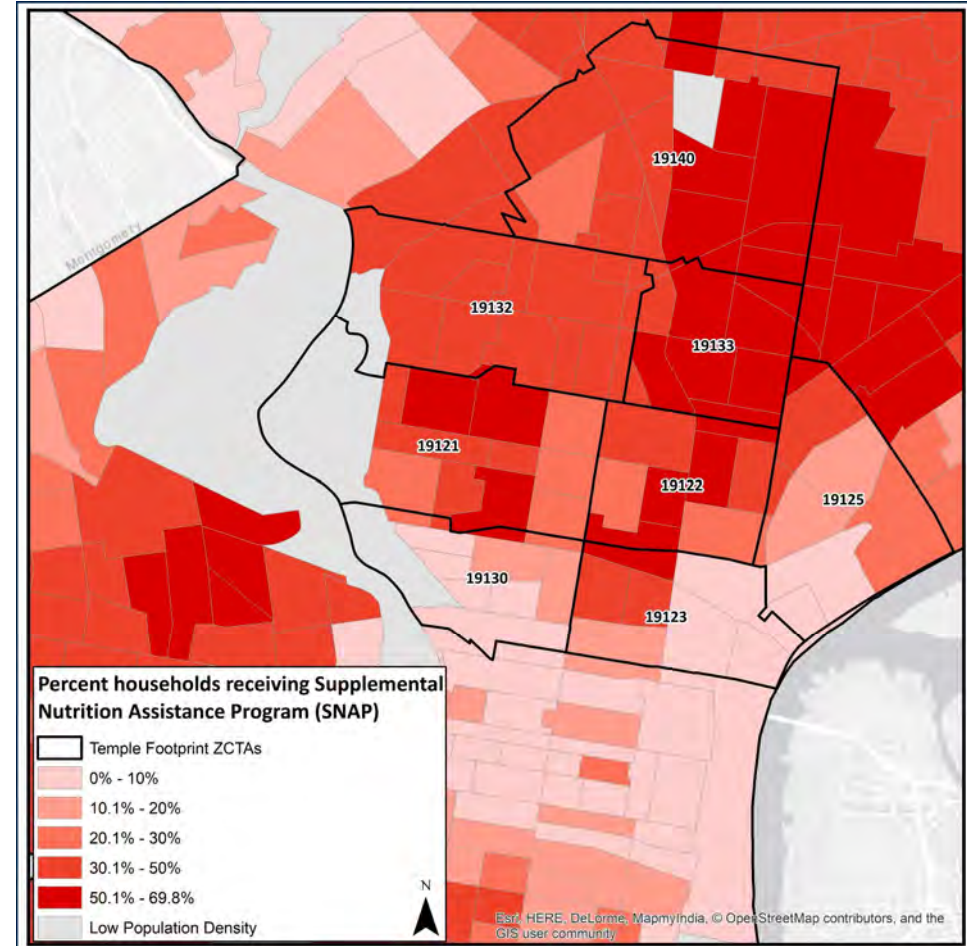 19140
Montgomery
19132
19133
19121
19122
19125
19130
19123
Percent households receiving Supplemental
Nutrition Assistance Program (SNAP)
Temple Footprint ZCTAs
0% - 10%
10.1% - 20%
20.1% - 30%
30.1% - 50%
50.1% - 69.8%
Low Population Density
N
Esri, HERE, DeLorme, MapmyIndia, © OpenStreetMap contributors, and the
GIS user community